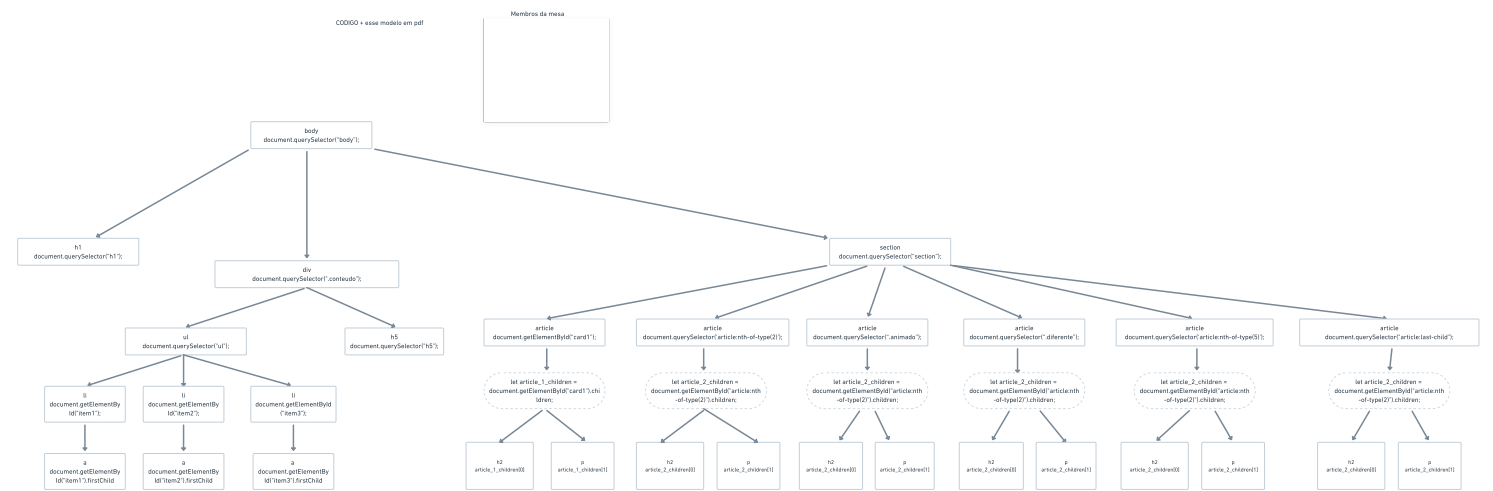 Membros da mesa
CODIGO + esse modelo em pdf
body
document.querySelector("body");
h1
document.querySelector("h1");
section
document.querySelector("section");
div
document.querySelector(".conteudo");
ul
document.querySelector("ul");
h5
document.querySelector("h5");
article
document.getElementById("card1");
article
document.querySelector('article:nth-of-type(2)';
article
document.querySelector(".animado");
article
document.querySelector(".diferente");
article
document.querySelector('article:nth-of-type(5)';
article
document.querySelector("article:last-child");
li
document.getElementBy
Id("item1");
li
document.getElementBy
Id("item2");
li
document.getElementById
("item3");
let article_1_children =
document.getElementById("card1").chi
ldren;
let article_2_children =
document.getElementById("article:nth
-of-type(2)").children;
let article_2_children =
document.getElementById("article:nth
-of-type(2)").children;
let article_2_children =
document.getElementById("article:nth
-of-type(2)").children;
let article_2_children =
document.getElementById("article:nth
-of-type(2)").children;
let article_2_children =
document.getElementById("article:nth
-of-type(2)").children;
a
document.getElementBy
Id("item1").firstChild
a
document.getElementBy
Id("item2").firstChild
a
document.getElementBy
Id("item3").firstChild
h2
article_1_children[0]
p
article_1_children[1]
h2
article_2_children[0]
p
article_2_children[1]
h2
article_2_children[0]
p
article_2_children[1]
h2
article_2_children[0]
p
article_2_children[1]
h2
article_2_children[0]
p
article_2_children[1]
h2
article_2_children[0]
p
article_2_children[1]